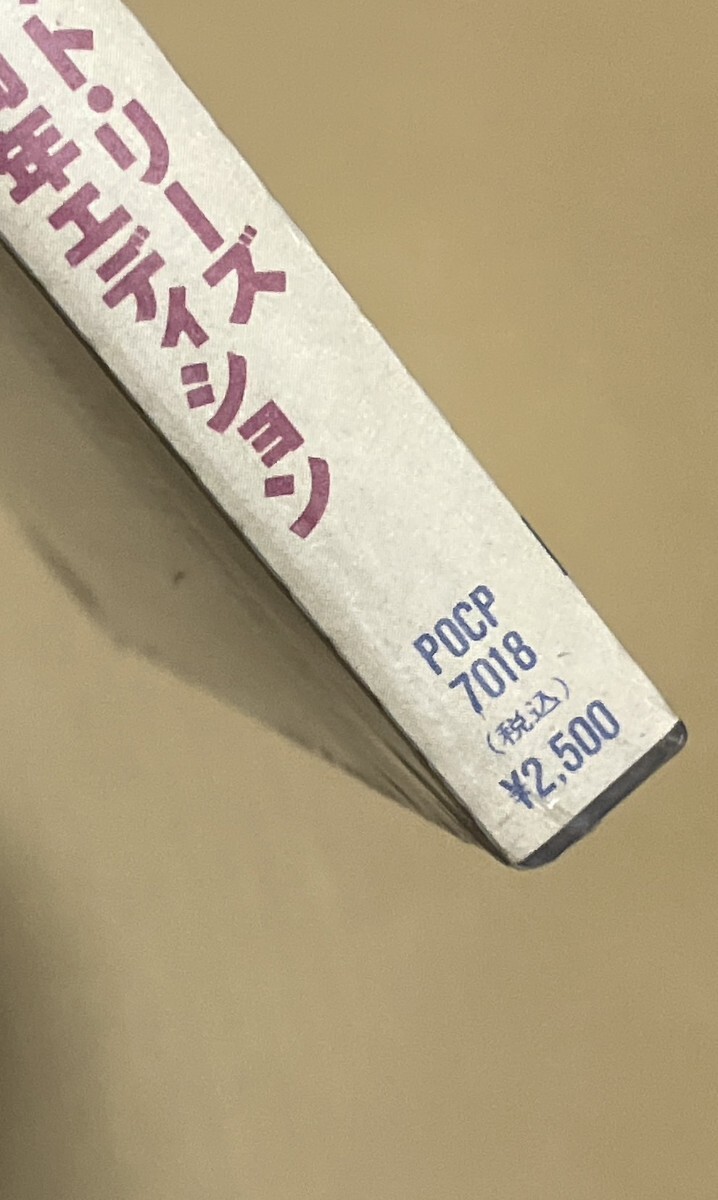 ト・リーズ
年エディション
POCP
7018
(税込)
¥2,500